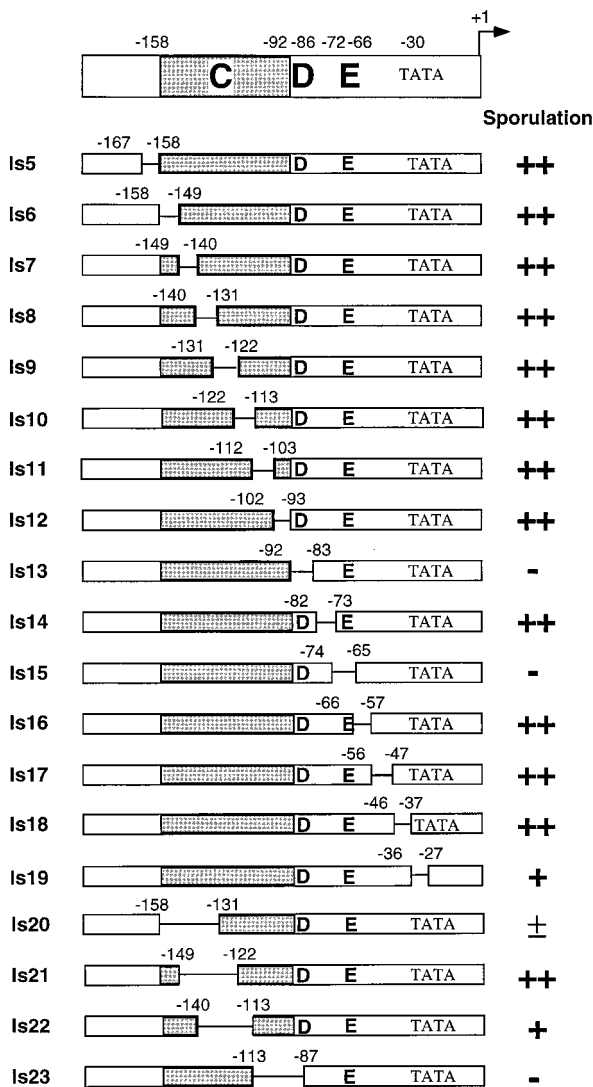 +1
-158 -92 -86 -72 -66 -30
C D E TATA
Sporulation
-167 -158
ls5 D E TATA ++
-158 -149
ls6 D E TATA ++
-149 -140
ls7 D E TATA ++
-140 -131
ls8 D E TATA ++
-131 -122
ls9 D E TATA ++
-122 -113
ls10 D E TATA ++
-112 -103
ls11 D E TATA ++
-102 -93
ls12 D E TATA ++
-92 -83
ls13 E TATA -
-82 -73
ls14 D E TATA ++
-74 -65
ls15 D TATA -
-66 -57
ls16 D E TATA ++
-56 -47
ls17 D E TATA ++
-46 -37
ls18 D E TATA ++
-36 -27
ls19 D E +
-158 -131
ls20 D E TATA ±
-149 -122
ls21 D E TATA ++
-140 -113
ls22 D E TATA +
-113 -87
ls23 D E TATA -